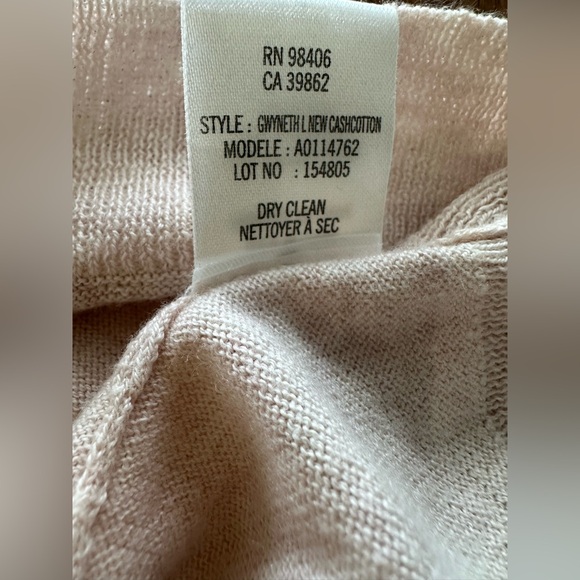 RN 98406
CA 39862
STYLE : GWYNETH L NEW CASHCOTTON
MODELE : A0114762
LOT NO : 154805
DRY CLEAN
NETTOYER À SEC